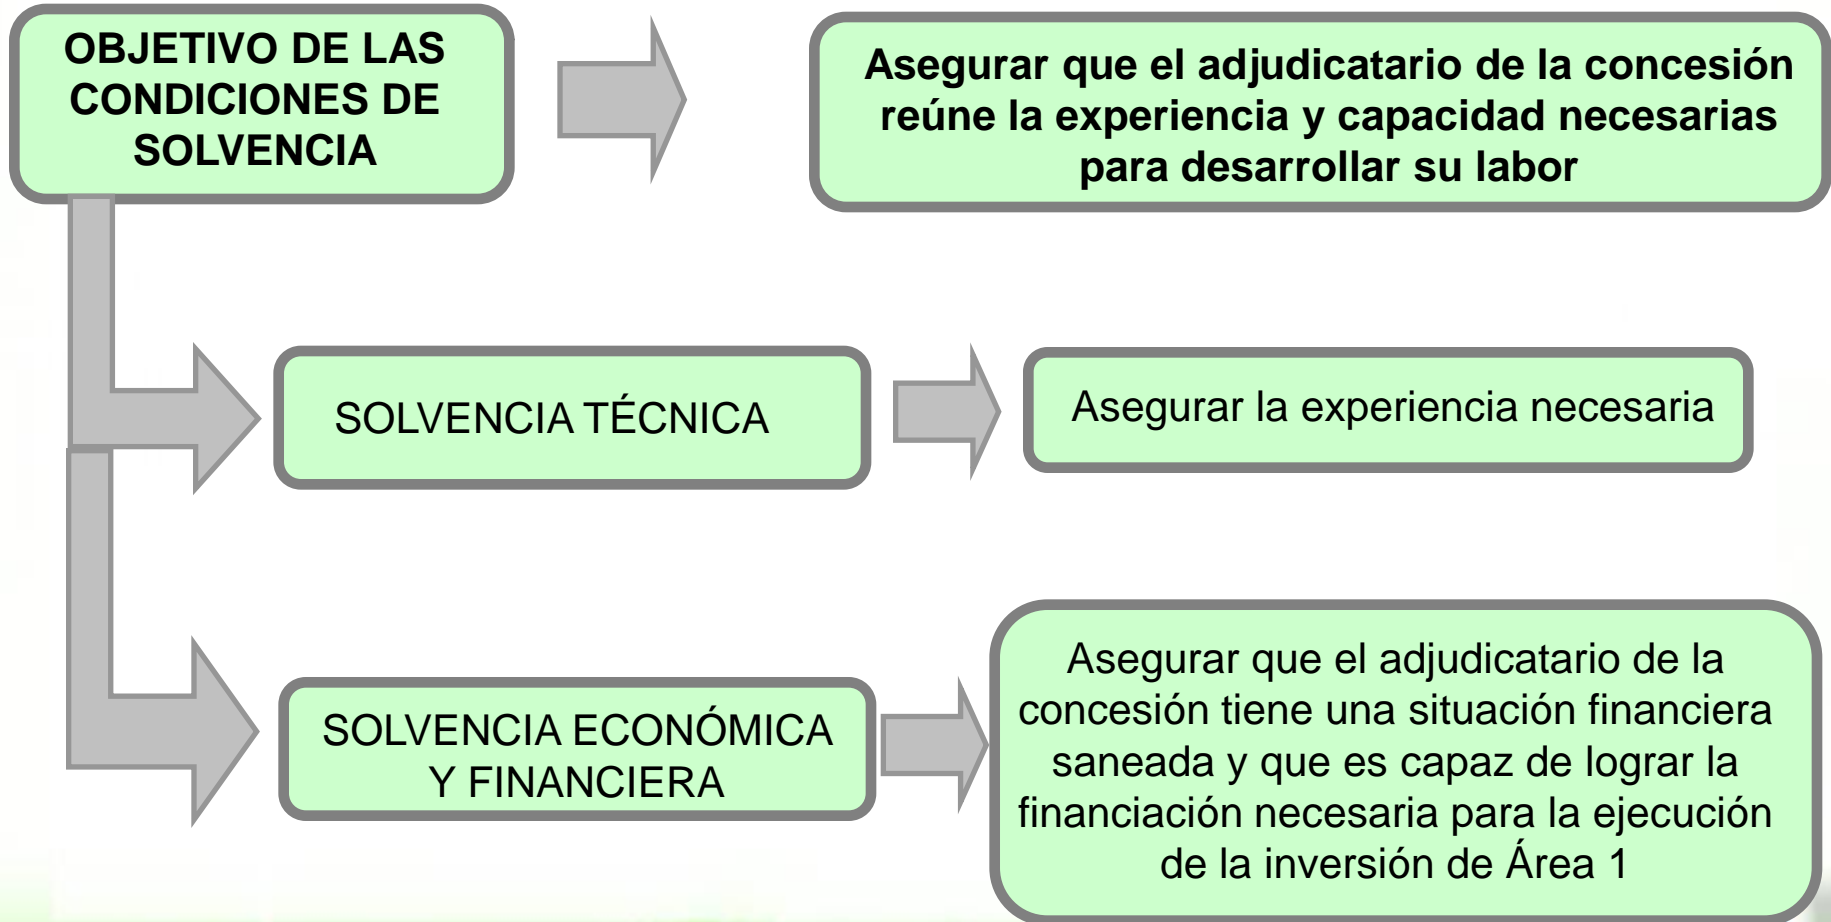 OBJETIVO DE LAS
CONDICIONES DE
SOLVENCIA
Asegurar que el adjudicatario de la concesión
reúne la experiencia y capacidad necesarias
para desarrollar su labor
SOLVENCIA TÉCNICA
Asegurar la experiencia necesaria
SOLVENCIA ECONÓMICA
Y FINANCIERA
Asegurar que el adjudicatario de la
concesión tiene una situación financiera
saneada y que es capaz de lograr la
financiación necesaria para la ejecución
de la inversión de Área 1